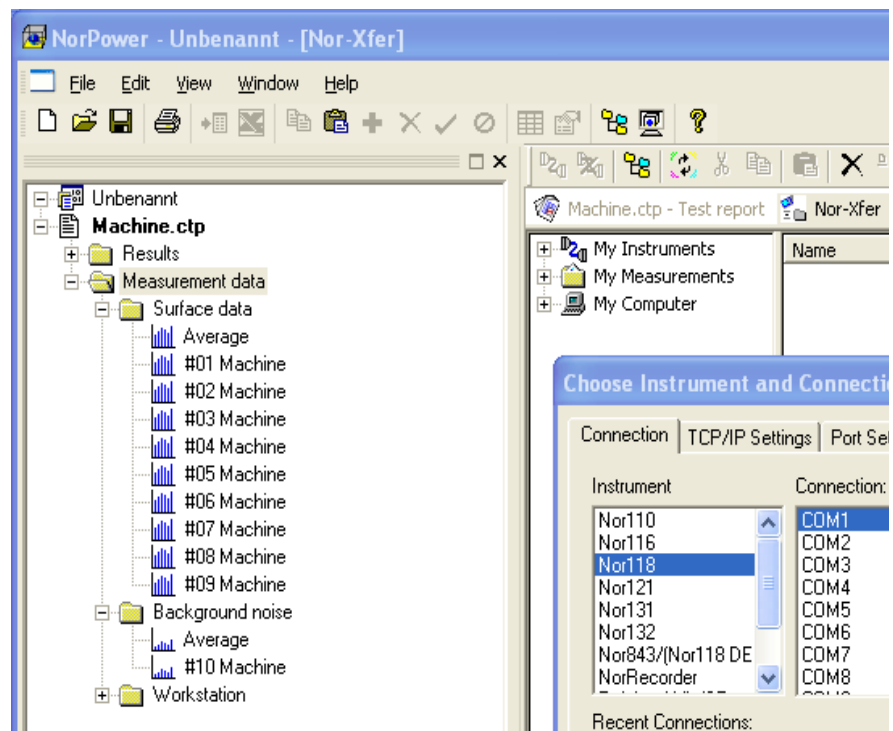 NorPower - Unbenannt - [Nor-Xfer]
File Edit View Window Help
Unbenannt
Machine.ctp
Results
Measurement data
Surface data
Average
#01 Machine
#02 Machine
#03 Machine
#04 Machine
#05 Machine
#06 Machine
#07 Machine
#08 Machine
#09 Machine
Background noise
Average
#10 Machine
Workstation
Machine.ctp - Test report Nor-Xfer
My Instruments
My Measurements
My Computer
Name
Choose Instrument and Connecti
Connection TCP/IP Settings Port Se
Instrument
Nor110
Nor116
Nor118
Nor121
Nor131
Nor132
Nor843/(Nor118 DE
NorRecorder
Connection:
COM1
COM2
COM3
COM4
COM5
COM6
COM7
COM8
Recent Connections: